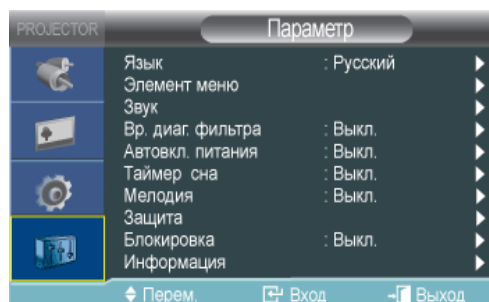 PROJECTOR Параметр
Язык : Русский
Элемент меню
Звук
Вр. диаг. фильтра : Выкл.
Автовкл. питания : Выкл.
Таймер сна : Выкл.
Мелодия : Выкл.
Защита
Блокировка : Выкл.
Информация
Перем. Вход Выход